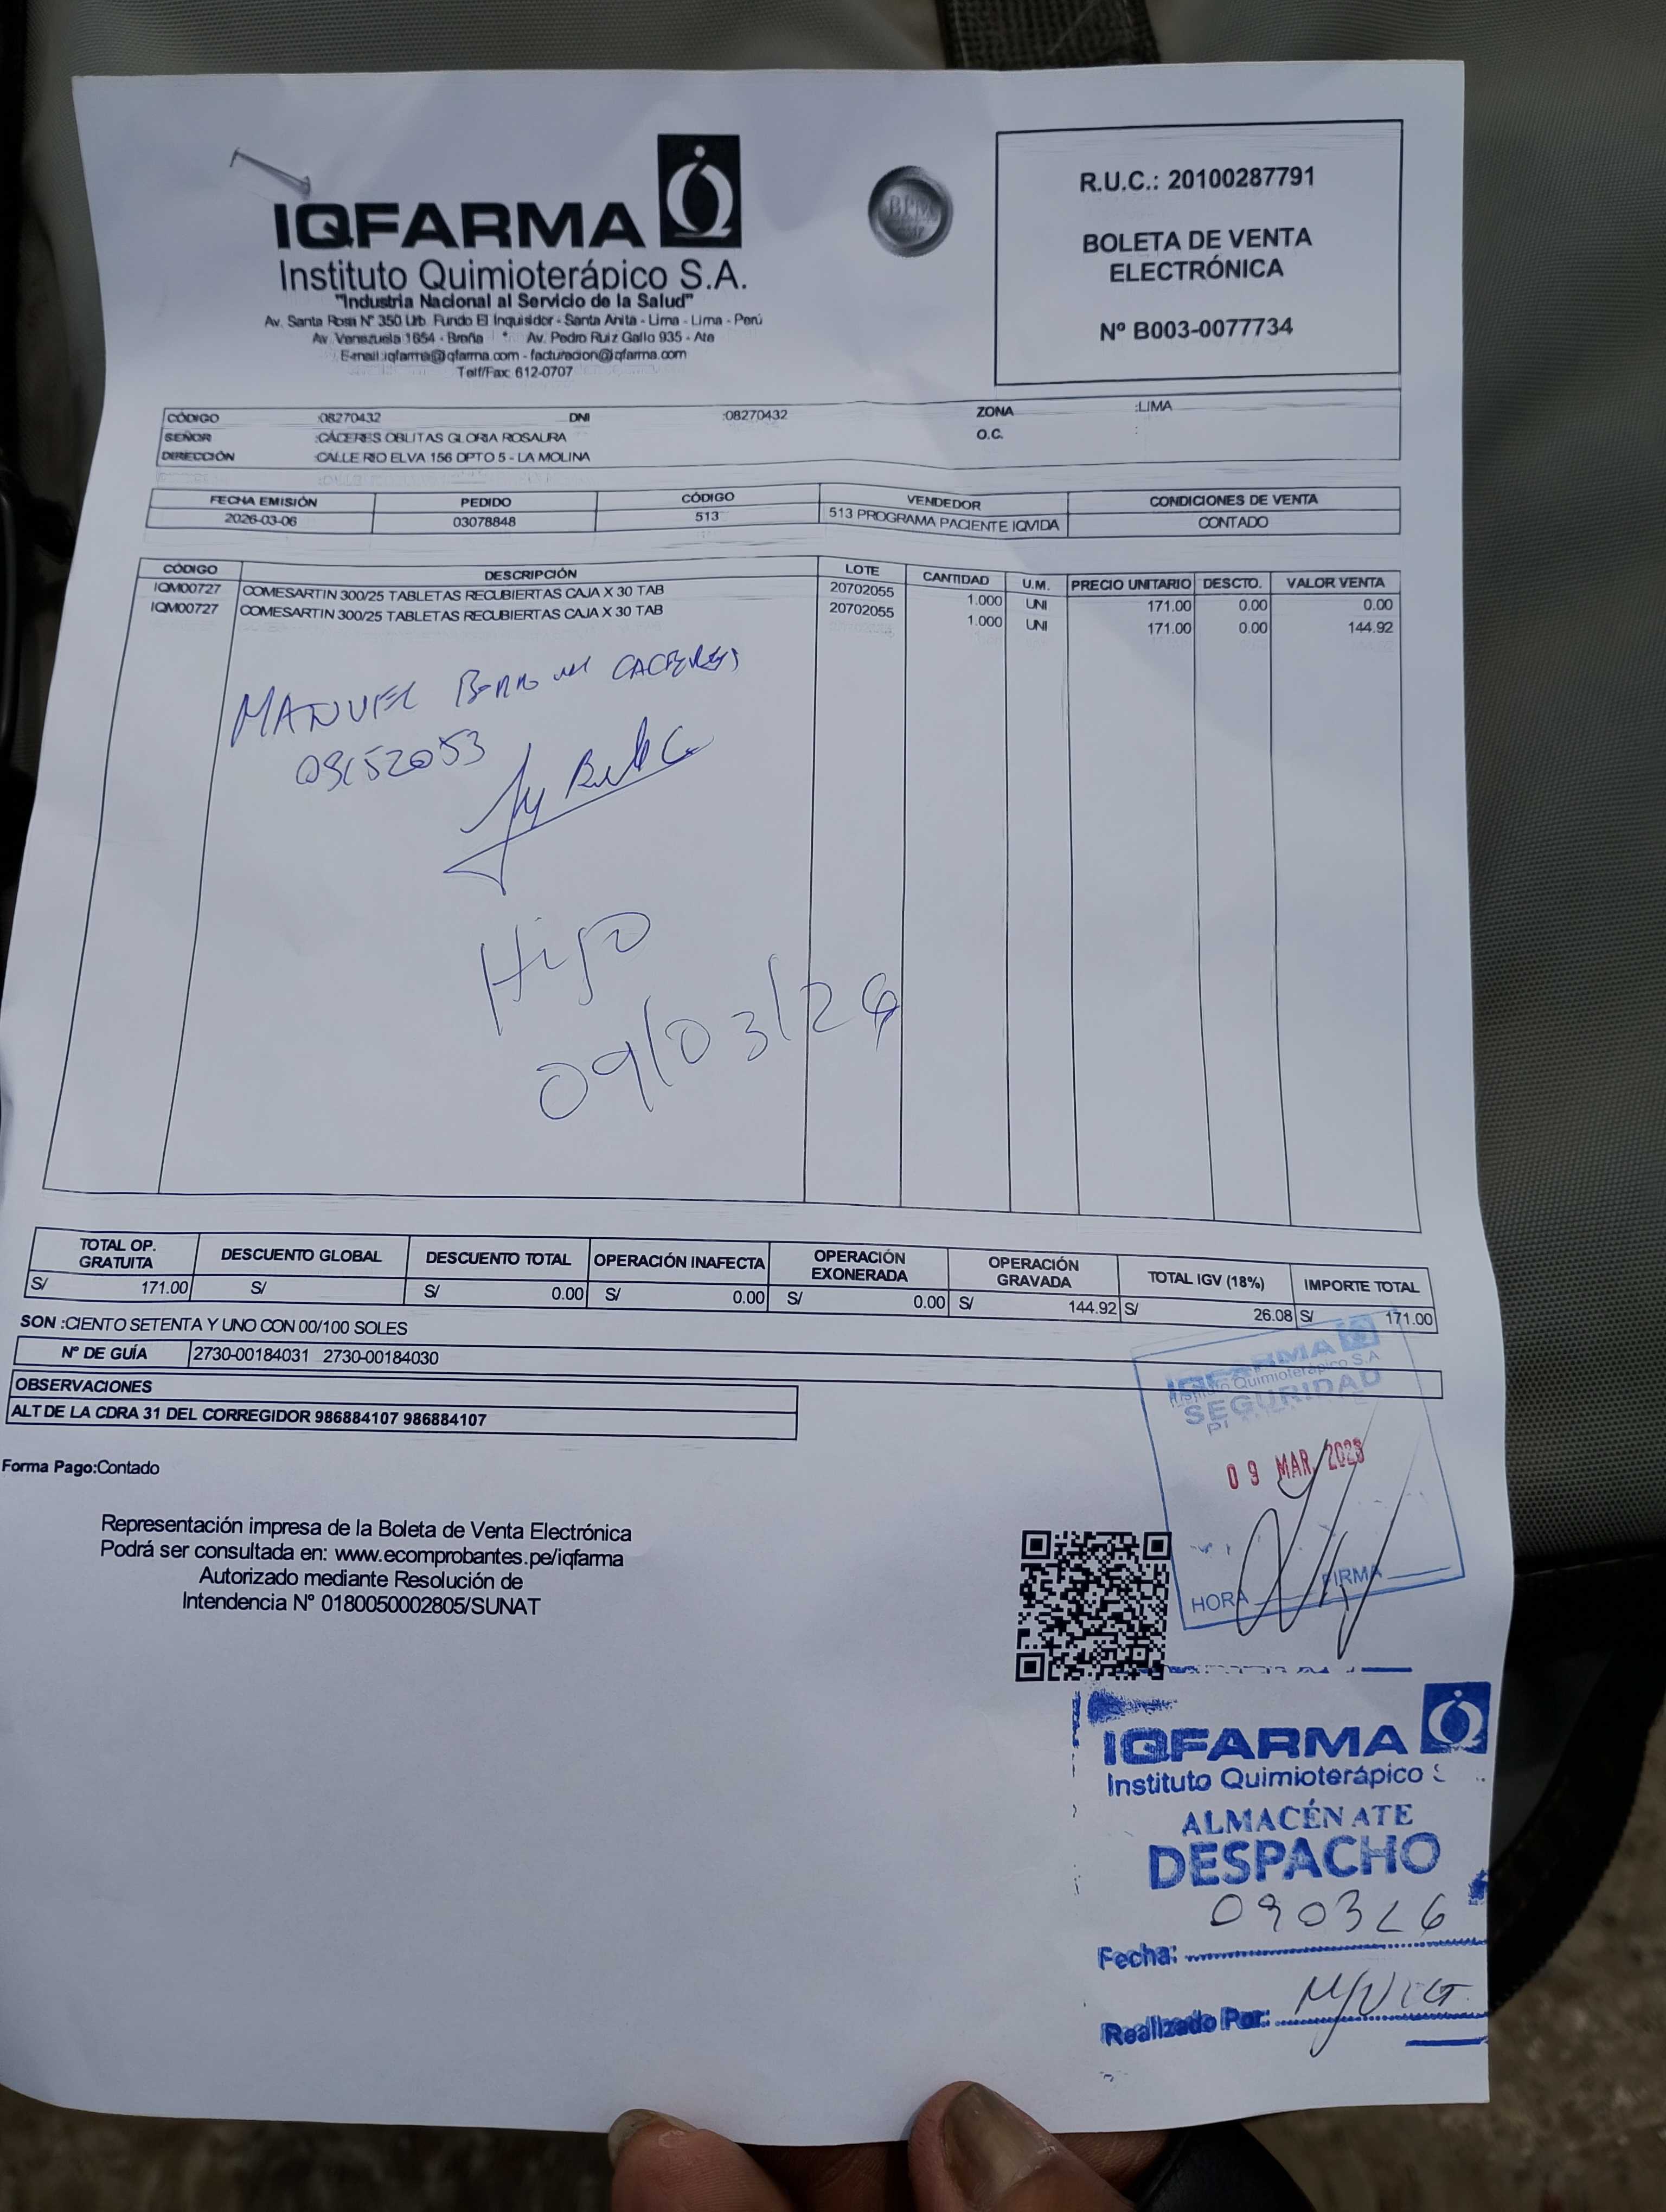 IQFARMA
Instituto Quimioterápico S.A.
"Industria Nacional al Servicio de la Salud"
Av. Santa Rosa N° 350 Urb. Fundo El Inquisidor - Santa Anita - Lima - Lima - Perú
Av. Venezuela 1654 - Breña * Av. Pedro Ruiz Gallo 935 - Ate
E-mail:iqfarma@iqfarma.com - facturacion@iqfarma.com
Telf/Fax: 612-0707
BPM
R.U.C.: 20100287791
BOLETA DE VENTA
ELECTRÓNICA
Nº B003-0077734
CÓDIGO :08270432 DNI :08270432 ZONA :LIMA
SEÑOR :CÁCERES OBLITAS GLORIA ROSAURA O.C. :
DIRECCIÓN :CALLE RIO ELVA 156 DPTO 5 - LA MOLINA
FECHA EMISIÓN PEDIDO CÓDIGO VENDEDOR CONDICIONES DE VENTA
2026-03-06 03078848 513 513 PROGRAMA PACIENTE IQVIDA CONTADO
CÓDIGO DESCRIPCIÓN LOTE CANTIDAD U.M. PRECIO UNITARIO DESCTO. VALOR VENTA
IQM00727 COMESARTIN 300/25 TABLETAS RECUBIERTAS CAJA X 30 TAB 20702055 1.000 UNI 171.00 0.00 0.00
IQM00727 COMESARTIN 300/25 TABLETAS RECUBIERTAS CAJA X 30 TAB 20702055 1.000 UNI 171.00 0.00 144.92
MANUEL CACERES
Hijo
09/03/26
TOTAL OP. GRATUITA DESCUENTO GLOBAL DESCUENTO TOTAL OPERACIÓN INAFECTA OPERACIÓN EXONERADA OPERACIÓN GRAVADA TOTAL IGV (18%) IMPORTE TOTAL
S/ 171.00 S/ S/ 0.00 S/ 0.00 S/ 0.00 S/ 144.92 S/ 26.08 S/ 171.00
SON :CIENTO SETENTA Y UNO CON 00/100 SOLES
N° DE GUÍA 2730-00184031 2730-00184030
OBSERVACIONES
ALT DE LA CDRA 31 DEL CORREGIDOR 986884107 986884107
Forma Pago:Contado
IQFARMA
Instituto Quimioterápico S.A
SEGURIDAD
09 MAR.
HORA FIRMA
Representación impresa de la Boleta de Venta Electrónica
Podrá ser consultada en: www.ecomprobantes.pe/iqfarma
Autorizado mediante Resolución de
Intendencia N° 0180050002805/SUNAT
IQFARMA
Instituto Quimioterápico
ALMACÉN ATE
DESPACHO
Fecha: 090326
Realizado Por: